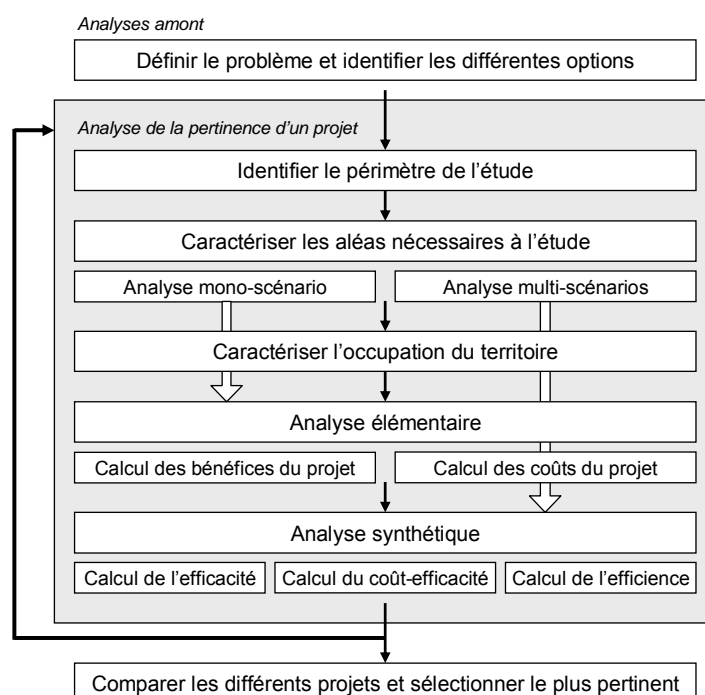 Analyses amont
Définir le problème et identifier les différentes options
Analyse de la pertinence d'un projet
Identifier le périmètre de l'étude
Caractériser les aléas nécessaires à l'étude
Analyse mono-scénario
Analyse multi-scénarios
Caractériser l'occupation du territoire
Analyse élémentaire
Calcul des bénéfices du projet
Calcul des coûts du projet
Analyse synthétique
Calcul de l'efficacité
Calcul du coût-efficacité
Calcul de l'efficience
Comparer les différents projets et sélectionner le plus pertinent